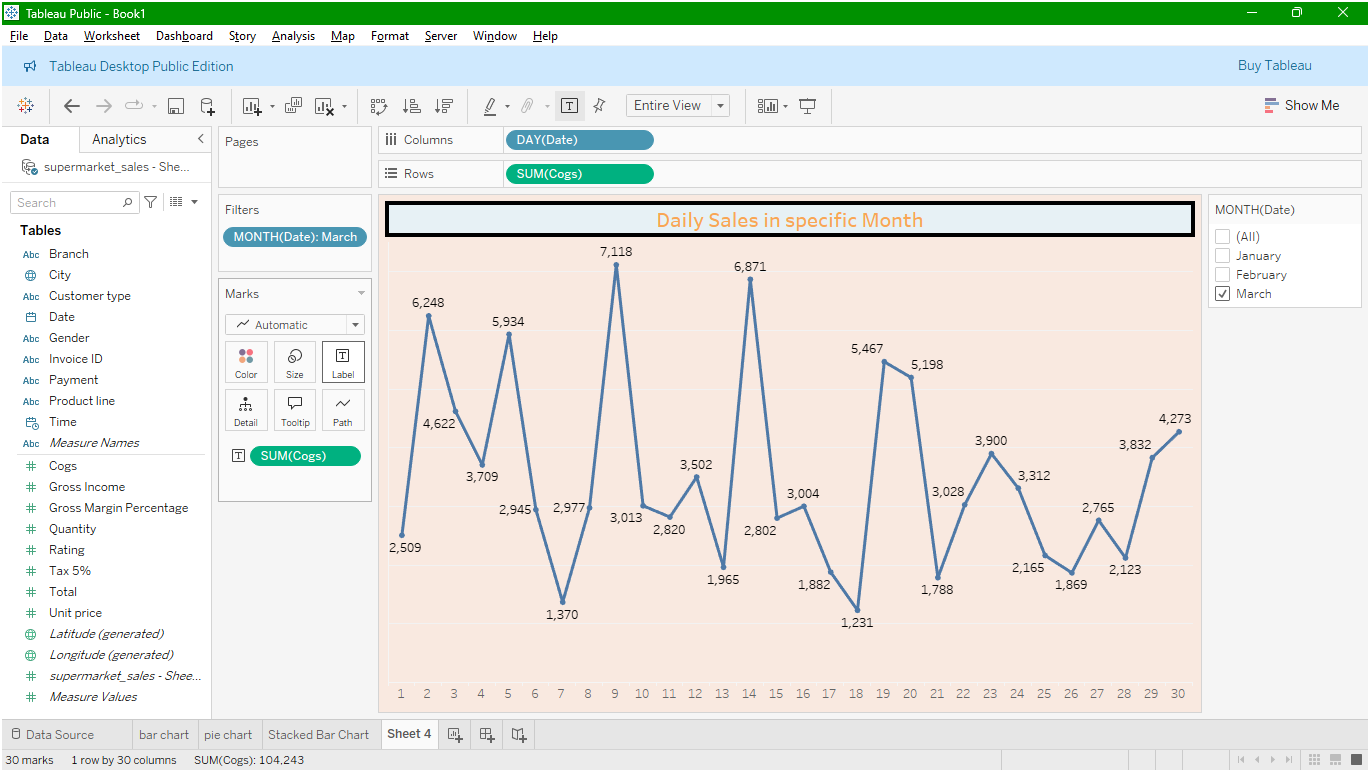 Tableau Public - Book1
File Data Worksheet Dashboard Story Analysis Map Format Server Window Help
Tableau Desktop Public Edition
Buy Tableau
Entire View
Show Me
Data
Analytics
supermarket_sales - She...
Search
Tables
Abc Branch
City
Abc Customer type
Date
Abc Gender
Abc Invoice ID
Abc Payment
Abc Product line
Time
Abc Measure Names
Cogs
Gross Income
Gross Margin Percentage
Quantity
Rating
Tax 5%
Total
Unit price
Latitude (generated)
Longitude (generated)
supermarket_sales - Shee...
Measure Values
Pages
Filters
MONTH(Date): March
Marks
Automatic
Color Size Label
Detail Tooltip Path
SUM(Cogs)
Columns
DAY(Date)
Rows
SUM(Cogs)
Daily Sales in specific Month
2,509
6,248
4,622
3,709
5,934
2,945
1,370
2,977
7,118
3,013
2,820
3,502
1,965
6,871
2,802
3,004
1,882
1,231
5,467
5,198
1,788
3,028
3,900
3,312
2,165
1,869
2,765
2,123
3,832
4,273
1 2 3 4 5 6 7 8 9 10 11 12 13 14 15 16 17 18 19 20 21 22 23 24 25 26 27 28 29 30
MONTH(Date)
(All)
January
February
March
Data Source
bar chart
pie chart
Stacked Bar Chart
Sheet 4
30 marks 1 row by 30 columns SUM(Cogs): 104,243